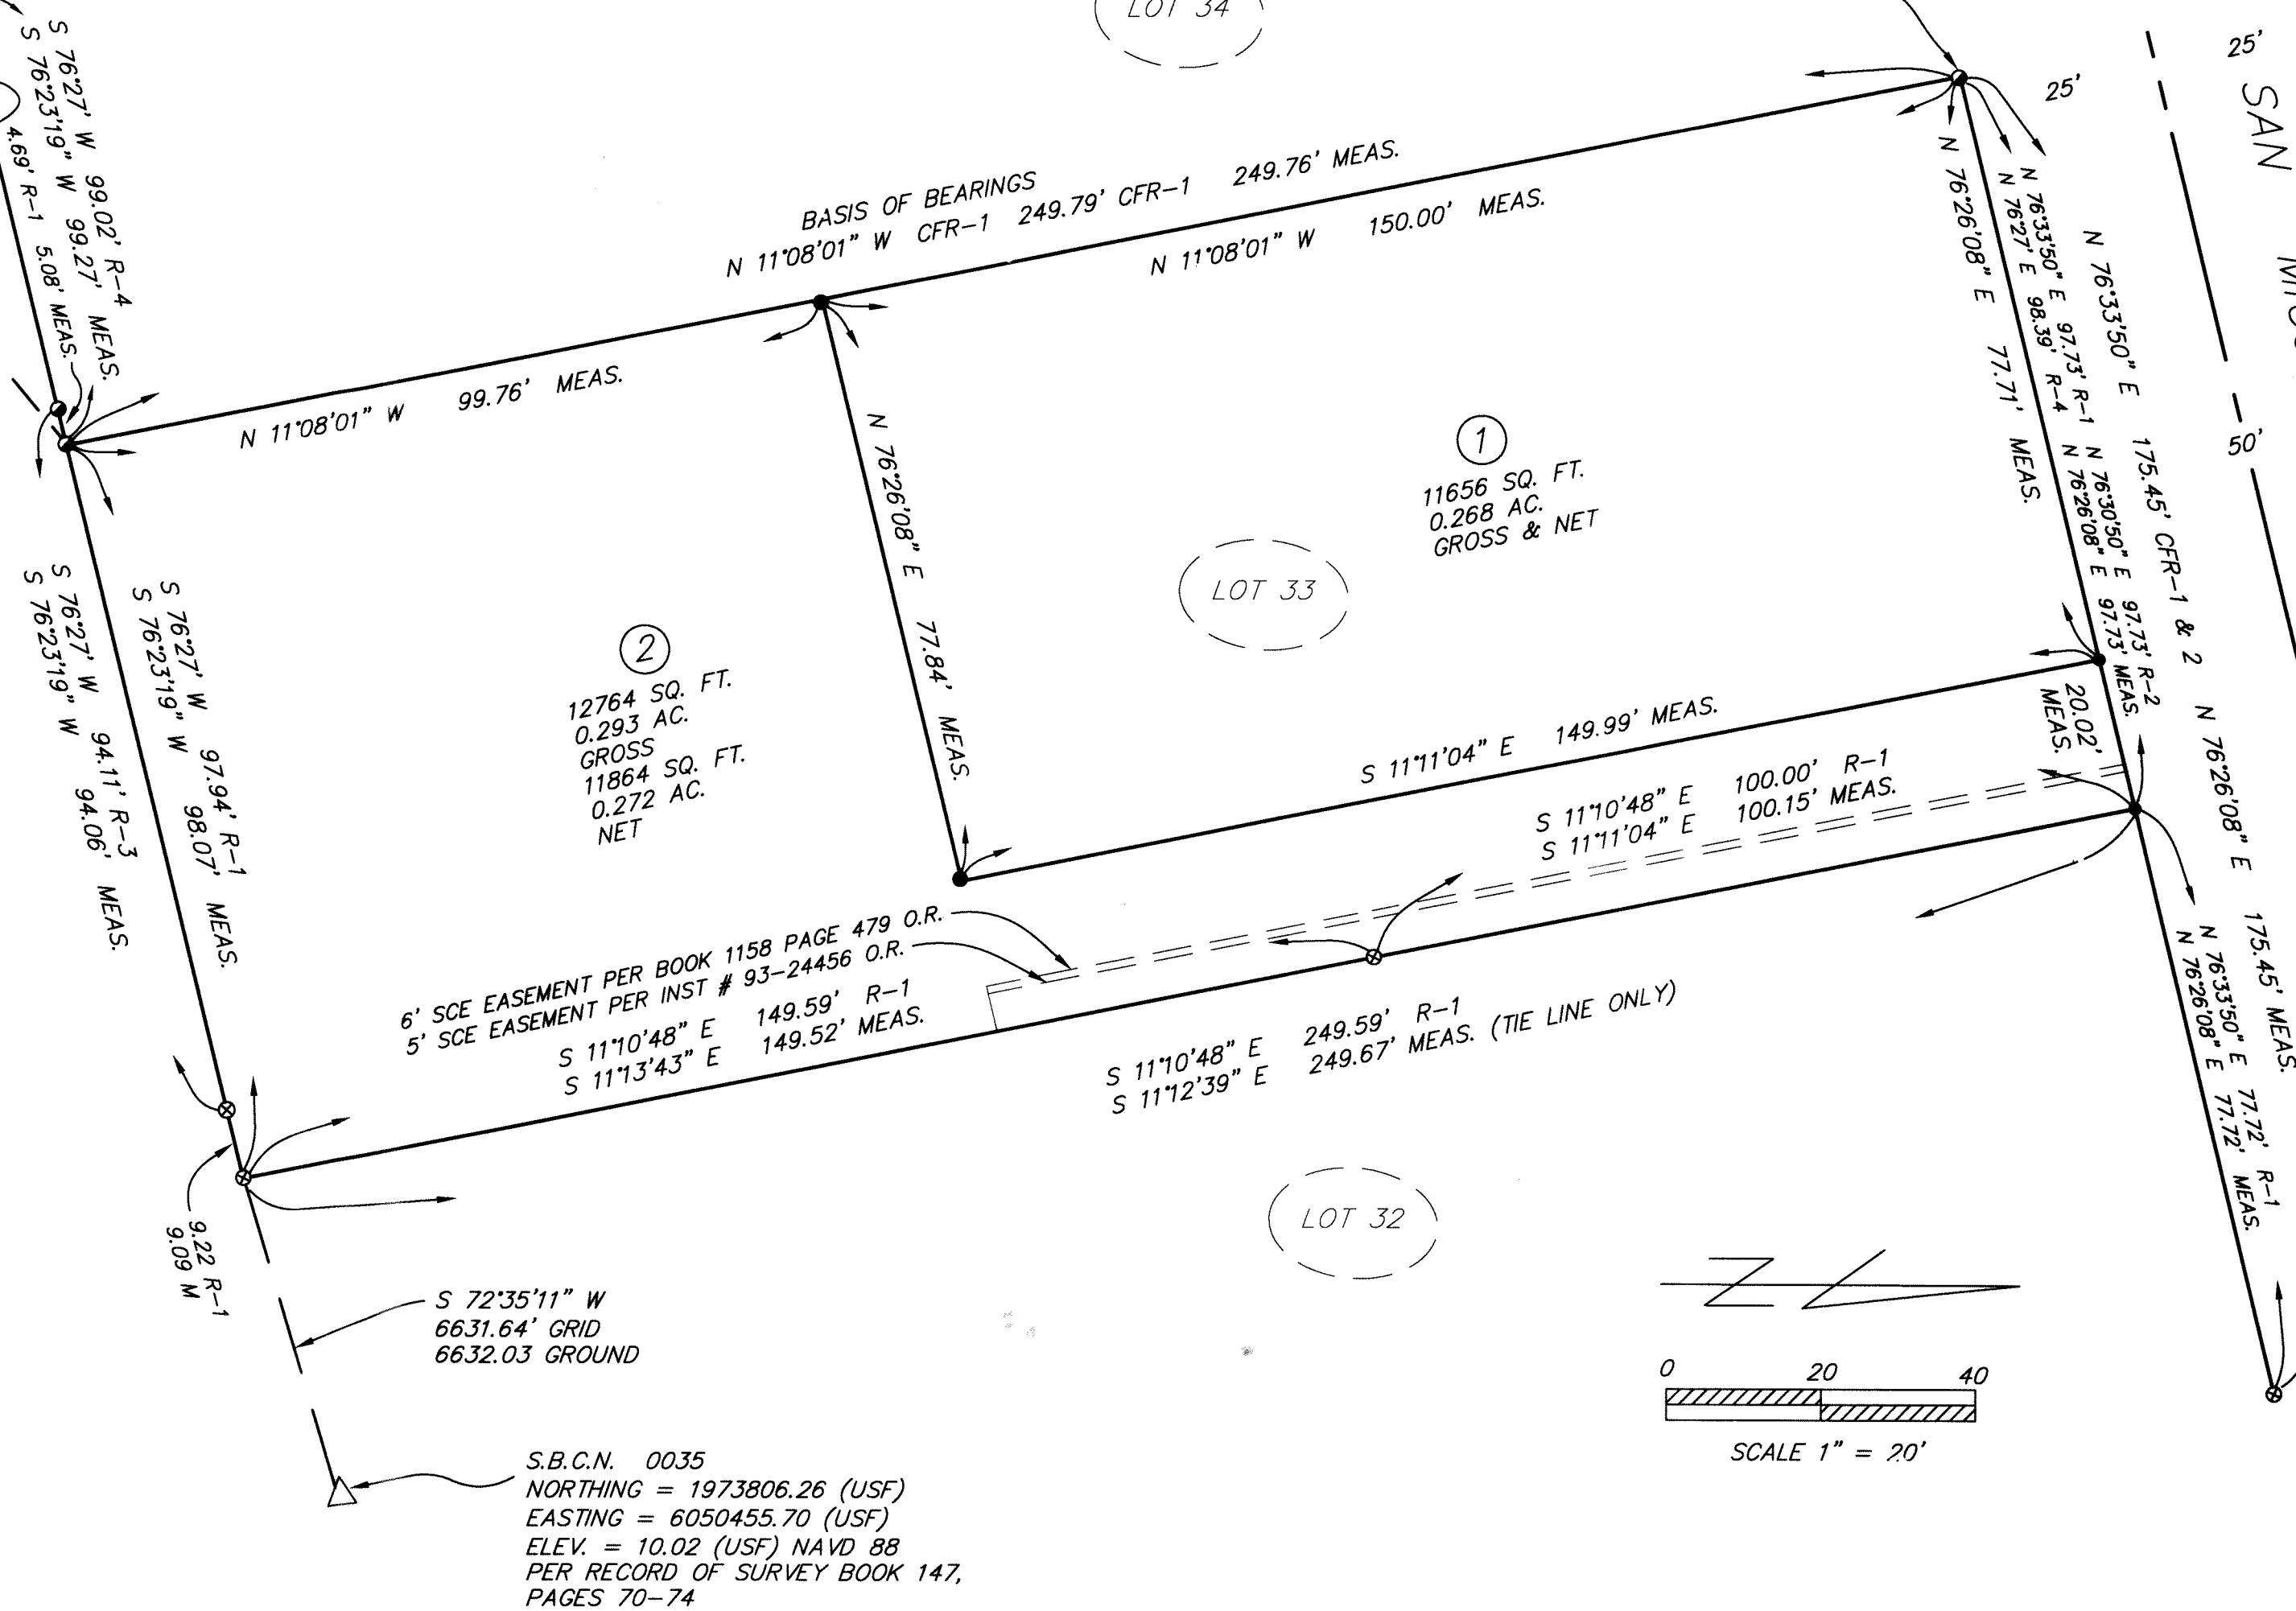 LOT 34
25'
25'
SAN
50'
S 76°27' W 99.02' R-4
S 76°23'19" W 99.27' MEAS.
4.69' R-1 5.08' MEAS.
BASIS OF BEARINGS
N 11°08'01" W CFR-1 249.79' CFR-1 249.76' MEAS.
N 11°08'01" W 150.00' MEAS.
N 11°08'01" W 99.76' MEAS.
N 76°26'08" E 77.71' MEAS.
N 76°33'50" E 97.73' R-1
N 76°27' E 98.39' R-4
N 76°30'50" E 97.73' R-2
N 76°26'08" E 97.73' MEAS.
N 76°33'50" E 175.45' CFR-1 & 2
N 76°26'08" E 175.45' MEAS.
N 76°26'08" E 77.84' MEAS.
1
11656 SQ. FT.
0.268 AC.
GROSS & NET
LOT 33
2
12764 SQ. FT.
0.293 AC.
GROSS
11864 SQ. FT.
0.272 AC.
NET
S 76°27' W 97.94' R-1
S 76°23'19" W 98.07' MEAS.
S 76°27' W 94.11' R-3
S 76°23'19" W 94.06' MEAS.
20.02'
MEAS.
S 11°11'04" E 149.99' MEAS.
S 11°10'48" E 100.00' R-1
S 11°11'04" E 100.15' MEAS.
6' SCE EASEMENT PER BOOK 1158 PAGE 479 O.R.
5' SCE EASEMENT PER INST # 93-24456 O.R.
S 11°10'48" E 149.59' R-1
S 11°13'43" E 149.52' MEAS.
S 11°10'48" E 249.59' R-1
S 11°12'39" E 249.67' MEAS. (TIE LINE ONLY)
N 76°33'50" E 77.72' R-1
N 76°26'08" E 77.72' MEAS.
9.22 R-1
9.09 M
LOT 32
S 72°35'11" W
6631.64' GRID
6632.03 GROUND
0 20 40
SCALE 1" = 20'
S.B.C.N. 0035
NORTHING = 1973806.26 (USF)
EASTING = 6050455.70 (USF)
ELEV. = 10.02 (USF) NAVD 88
PER RECORD OF SURVEY BOOK 147,
PAGES 70-74